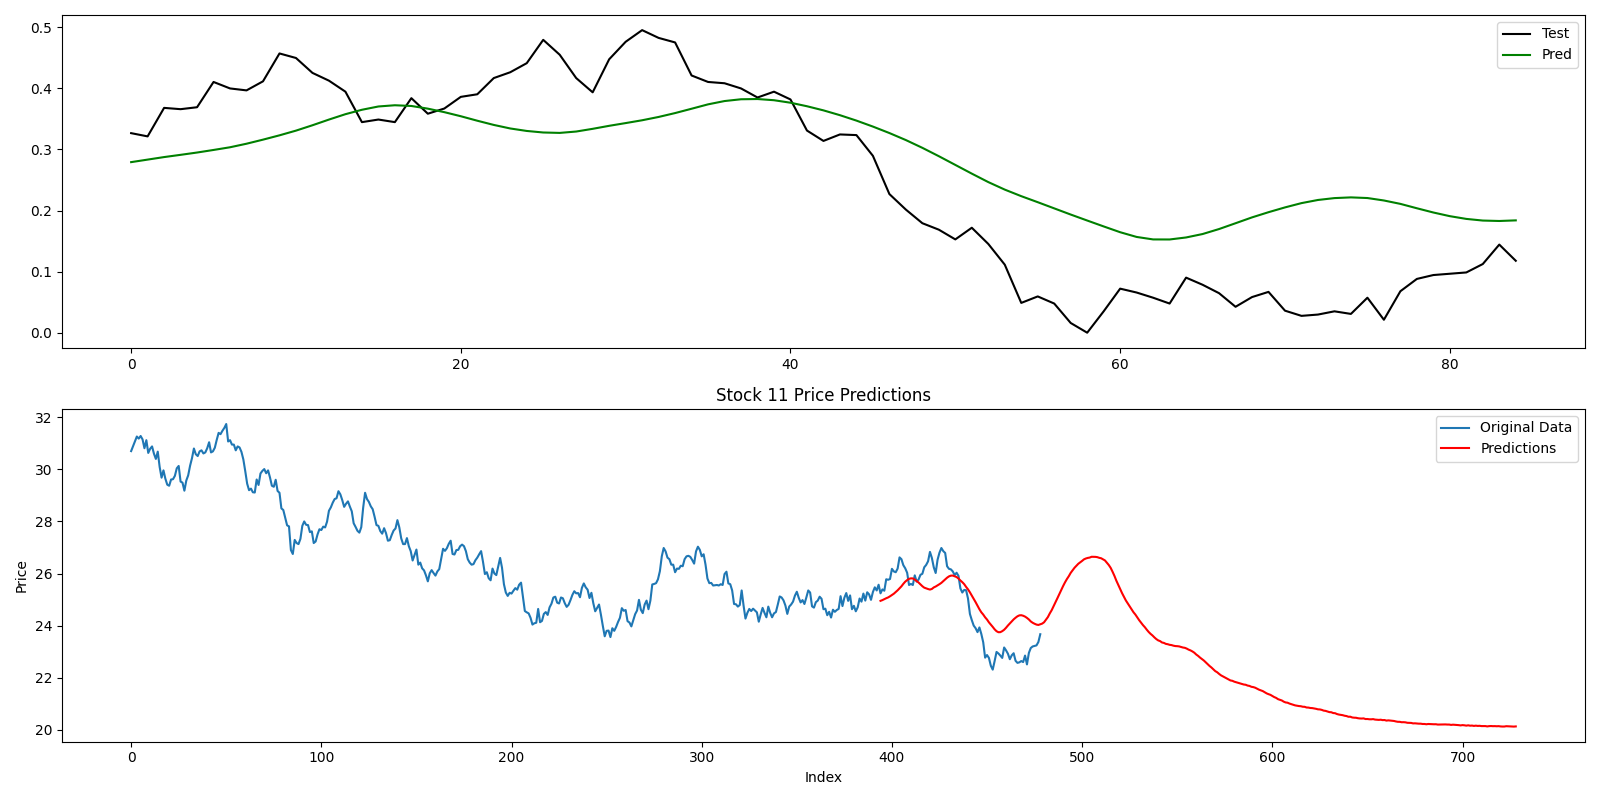 0.5
0.4
0.3
0.2
0.1
0.0
Test
Pred
0 20 40 60 80
Stock 11 Price Predictions
32
30
28
26
24
22
20
Price
Original Data
Predictions
0 100 200 300 400 500 600 700
Index